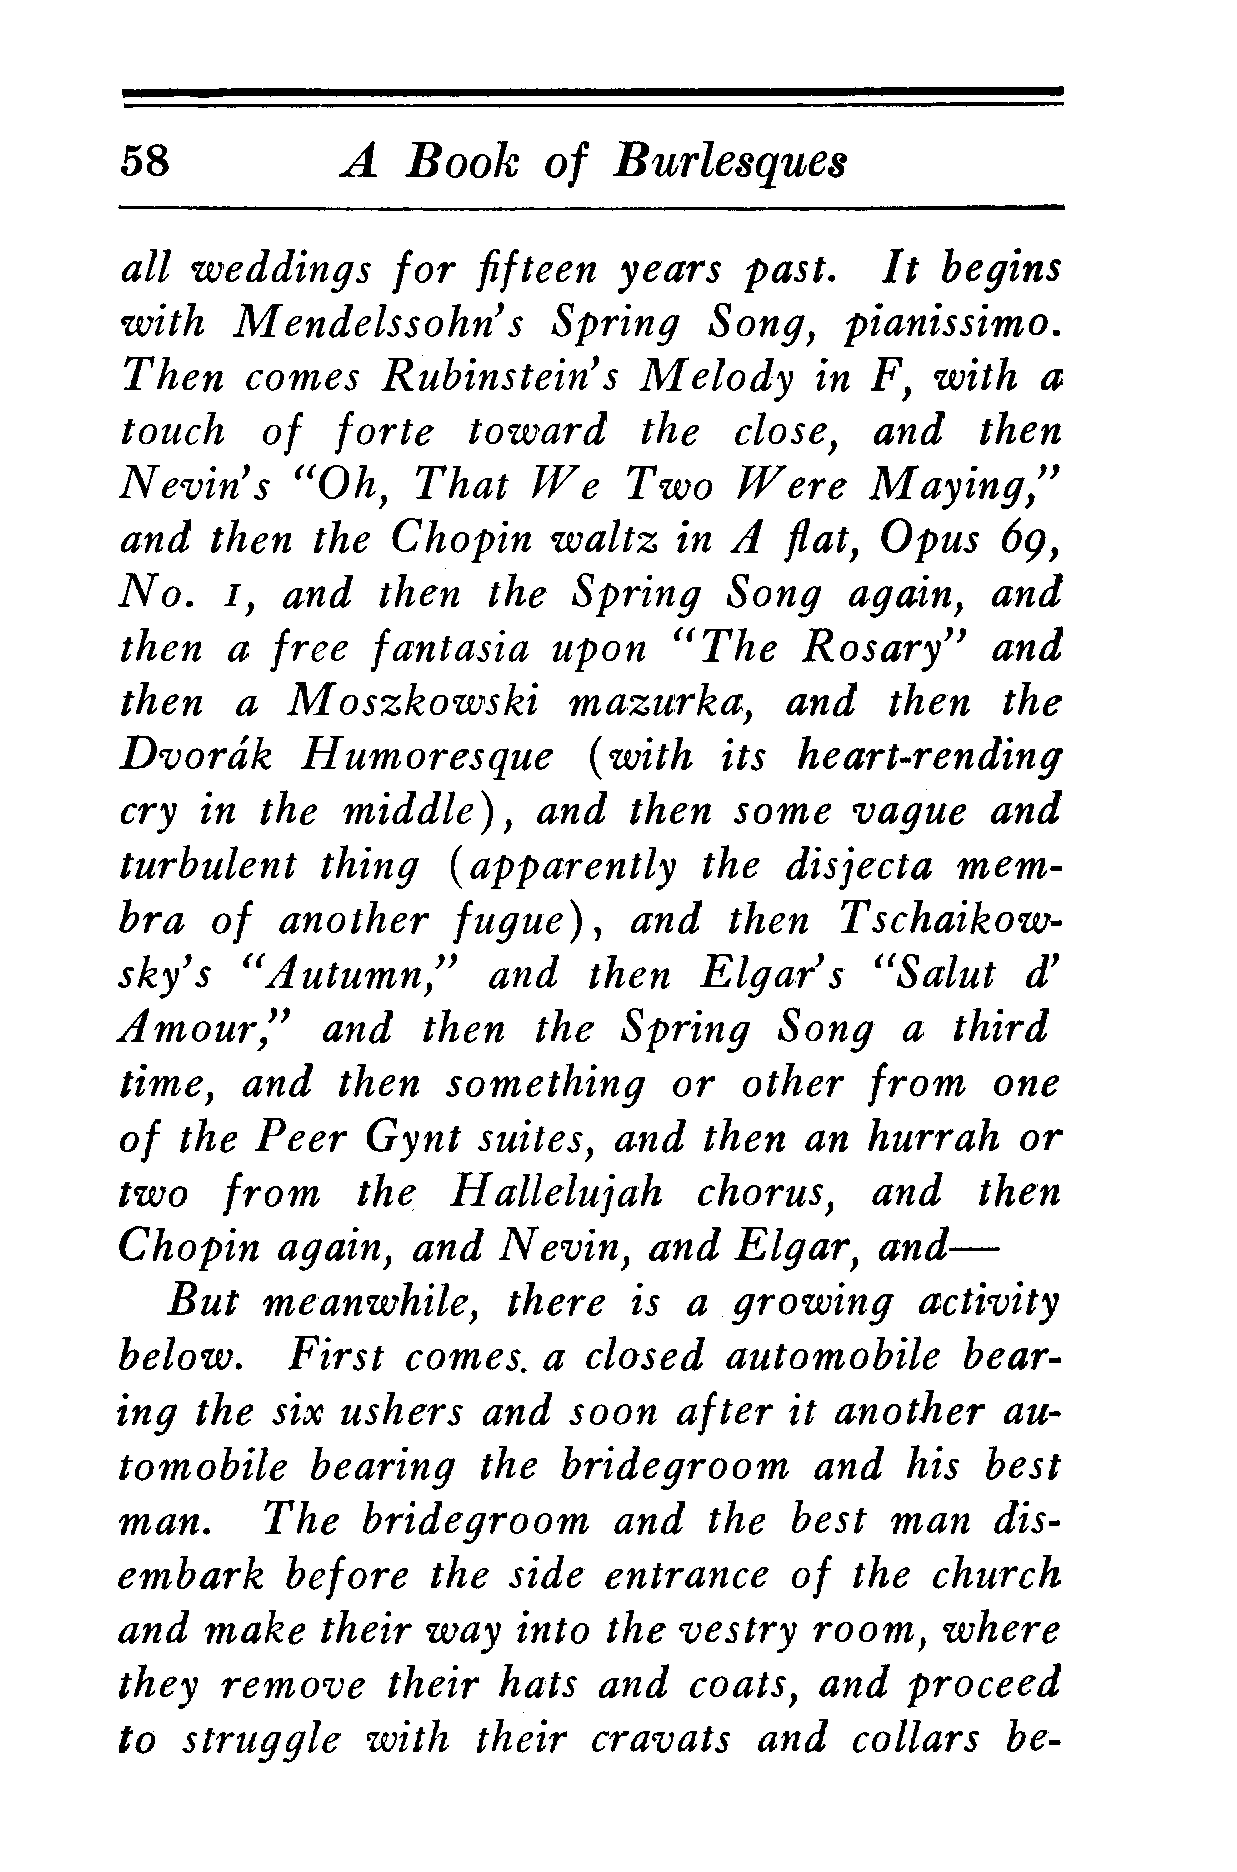 58 A Book of Burlesques
all weddings for fifteen years past. It begins
with Mendelssohn's Spring Song, pianissimo.
Then comes Rubinstein's Melody in F, with a
touch of forte toward the close, and then
Nevin's "Oh, That We Two Were Maying,"
and then the Chopin waltz in A flat, Opus 69,
No. 1, and then the Spring Song again, and
then a free fantasia upon "The Rosary" and
then a Moszkowski mazurka, and then the
Dvorák Humoresque (with its heart-rending
cry in the middle), and then some vague and
turbulent thing (apparently the disjecta mem-
bra of another fugue), and then Tschaikow-
sky's "Autumn," and then Elgar's "Salut d'
Amour," and then the Spring Song a third
time, and then something or other from one
of the Peer Gynt suites, and then an hurrah or
two from the Hallelujah chorus, and then
Chopin again, and Nevin, and Elgar, and—
But meanwhile, there is a growing activity
below. First comes. a closed automobile bear-
ing the six ushers and soon after it another au-
tomobile bearing the bridegroom and his best
man. The bridegroom and the best man dis-
embark before the side entrance of the church
and make their way into the vestry room, where
they remove their hats and coats, and proceed
to struggle with their cravats and collars be-